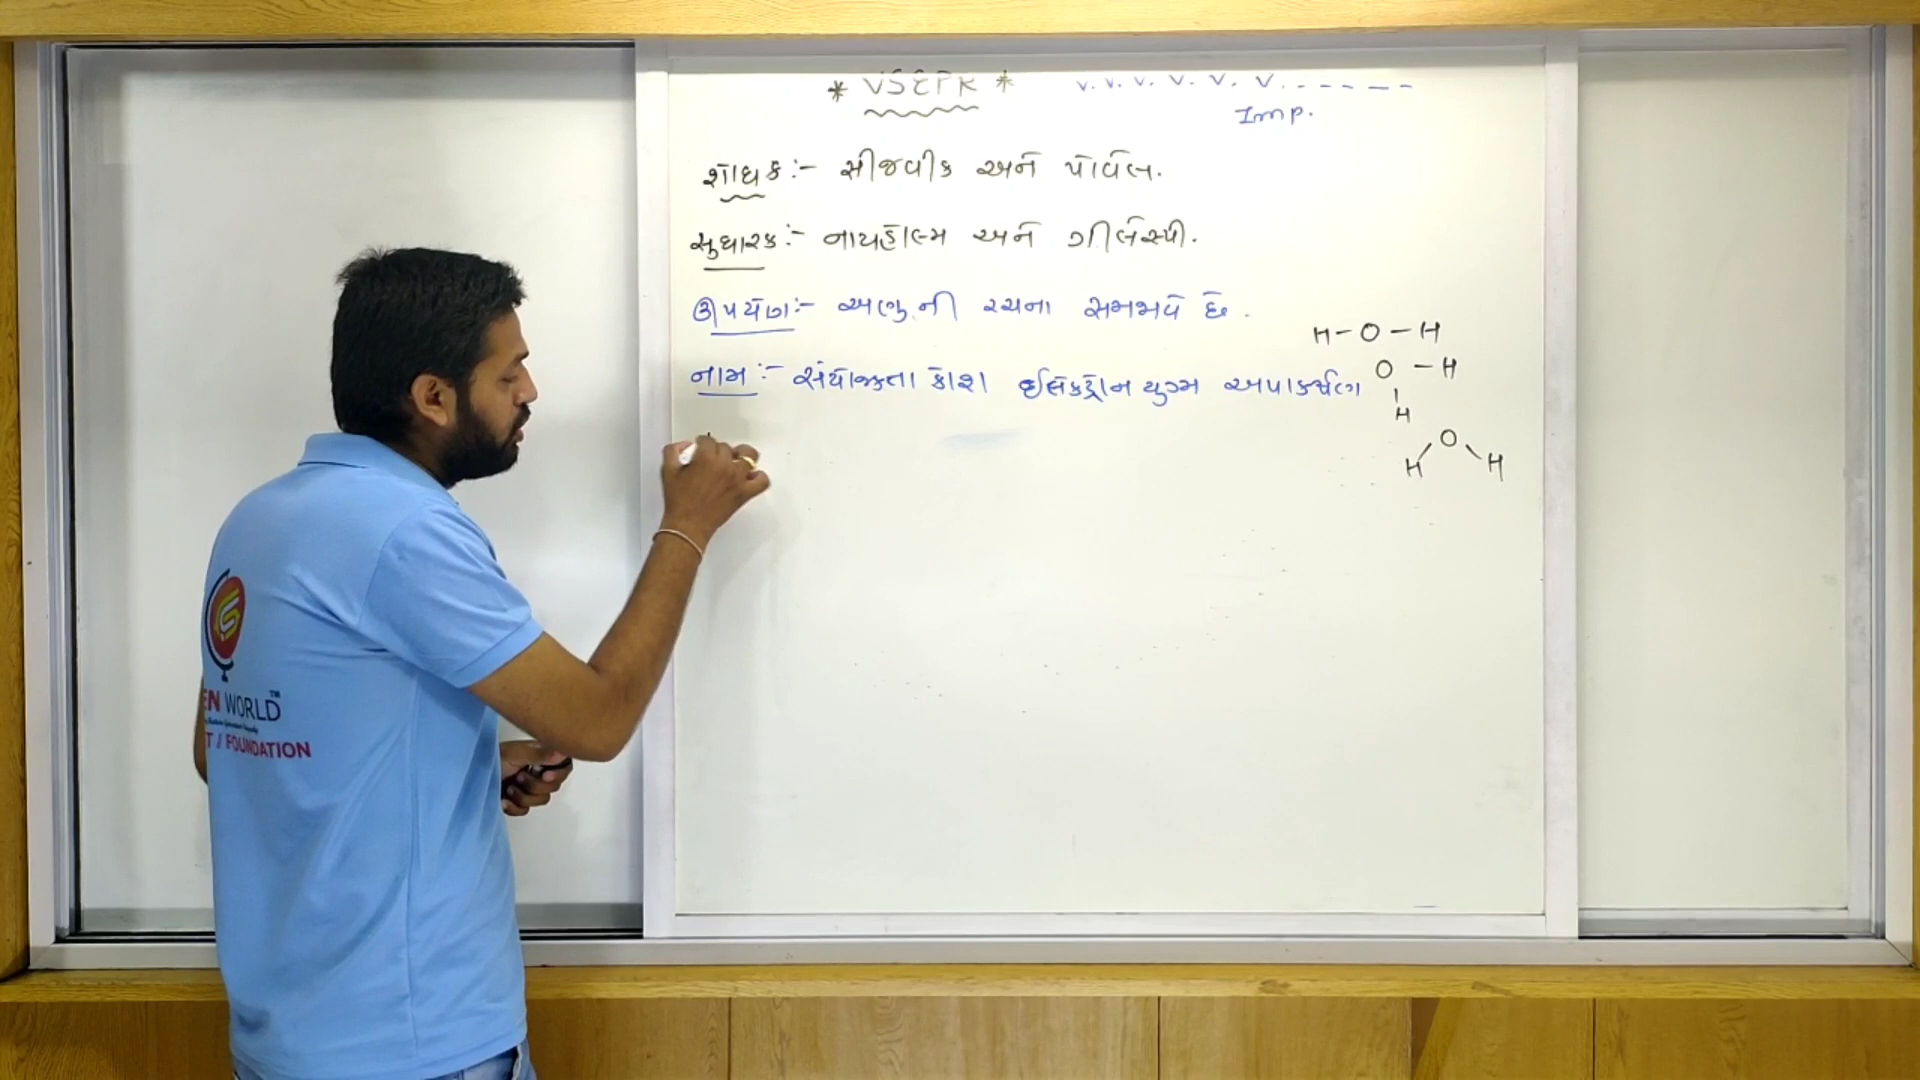 * VSEPR * v. v. v. v. v. v. - - - - -
Imp.
શોધક :- સીજવીક અને પોવેલ.
સુધારક :- નાયહોલ્મ અને ગીલેસ્પી.
ઉપયોગ :- અણુની રચના સમજાવે છે.
નામ :- સંયોજકતા કોશ ઈલેક્ટ્રોન યુગ્મ અપાકર્ષણ
H - O - H
O - H
H
O
H H
EN WORLD™
T / FOUNDATION